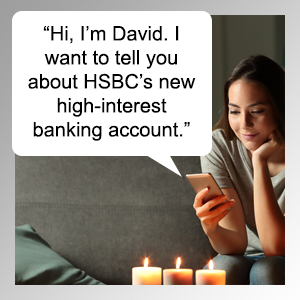 “Hi, I’m David. I
want to tell you
about HSBC’s new
high-interest
banking account.”